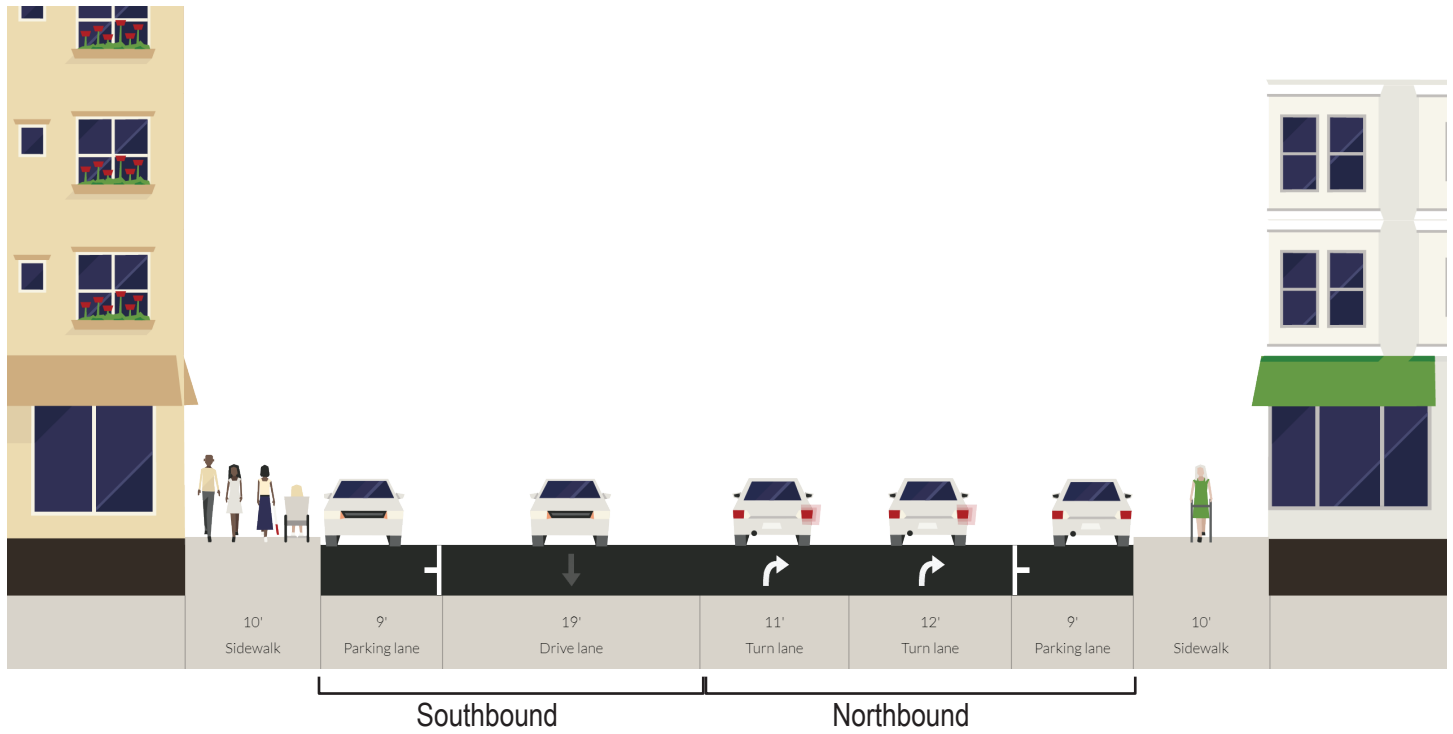 10'
Sidewalk
9'
Parking lane
19'
Drive lane
11'
Turn lane
12'
Turn lane
9'
Parking lane
10'
Sidewalk
Southbound
Northbound